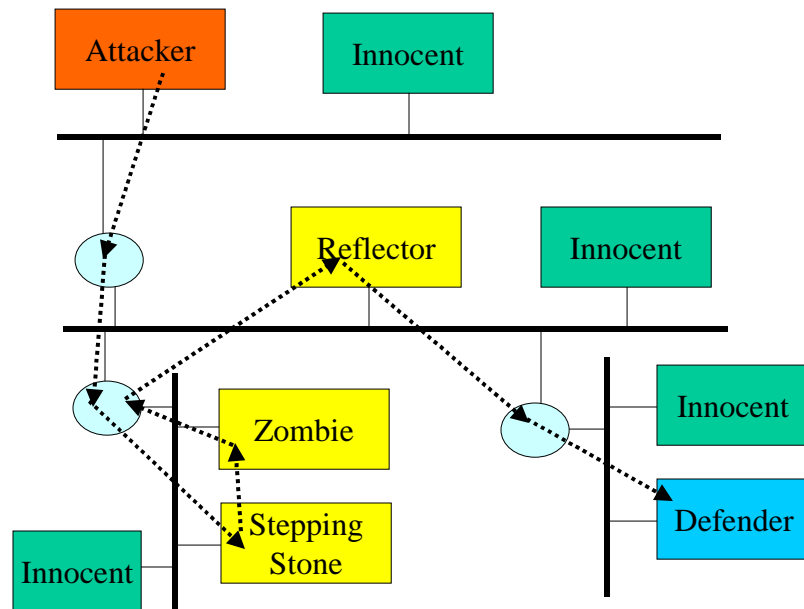 Attacker
Innocent
Reflector
Innocent
Zombie
Innocent
Stepping
Stone
Defender
Innocent